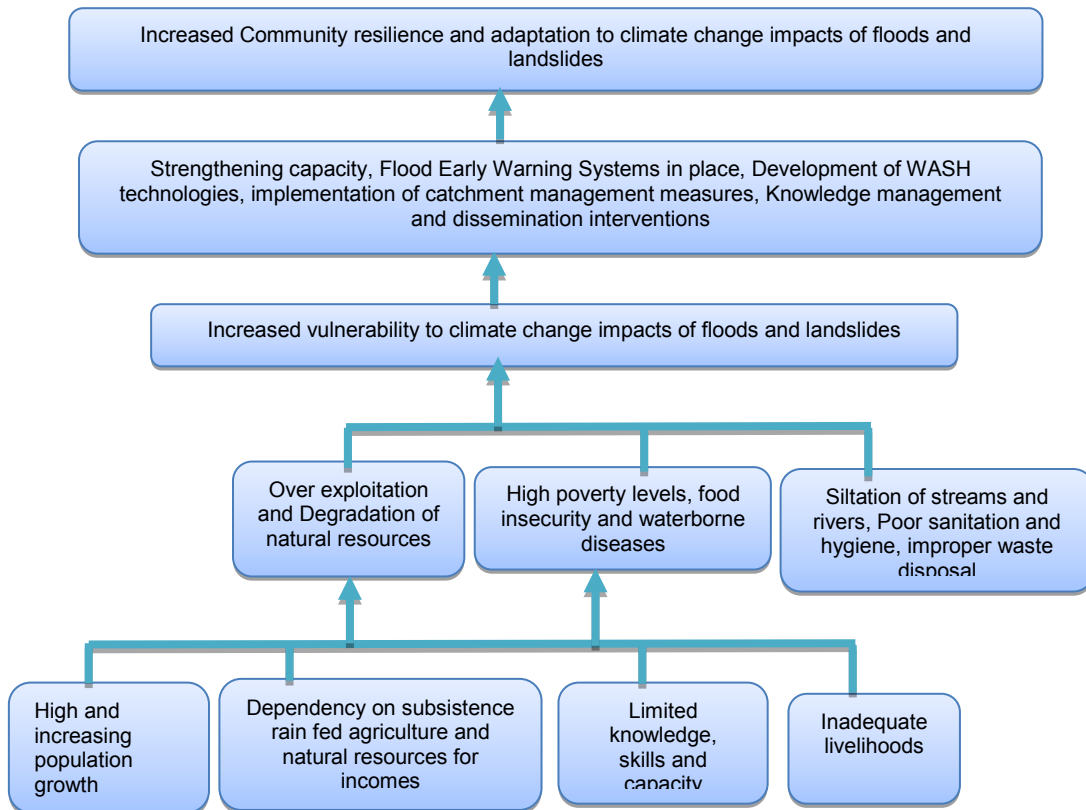 Increased Community resilience and adaptation to climate change impacts of floods and
landslides
Strengthening capacity, Flood Early Warning Systems in place, Development of WASH
technologies, implementation of catchment management measures, Knowledge management
and dissemination interventions
Increased vulnerability to climate change impacts of floods and landslides
Over exploitation
and Degradation of
natural resources
High poverty levels, food
insecurity and waterborne
diseases
Siltation of streams and
rivers, Poor sanitation and
hygiene, improper waste
disposal
High and
increasing
population
growth
Dependency on subsistence
rain fed agriculture and
natural resources for
incomes
Limited
knowledge,
skills and
capacity
Inadequate
livelihoods